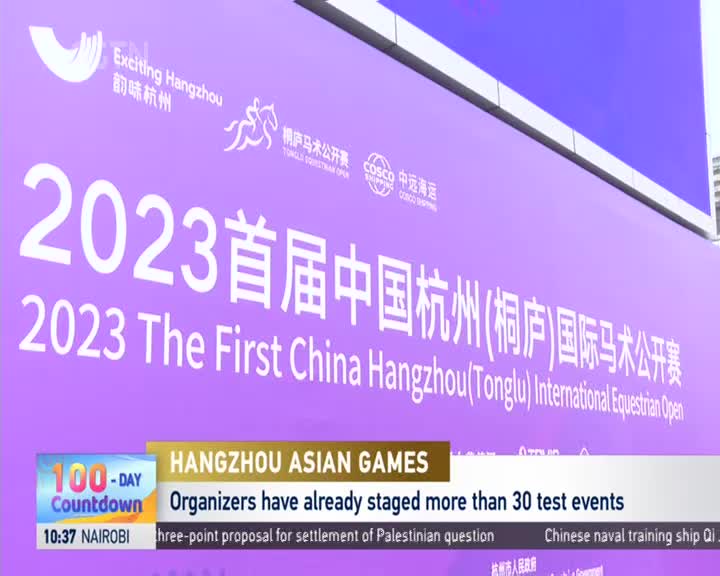 CGTN
Exciting Hangzhou
韵味杭州
桐庐马术公开赛
TONGLU EQUESTRIAN OPEN
COSCO
SHIPPING
中远海运
COSCO SHIPPING
2023首届中国杭州(桐庐)国际马术公开赛
2023 The First China Hangzhou(Tonglu) International Equestrian Open
HANGZHOU ASIAN GAMES
100-DAY
Countdown
Organizers have already staged more than 30 test events
10:37 NAIROBI
three-point proposal for settlement of Palestinian question
Chinese naval training ship Qi
杭州市人民政府
Government